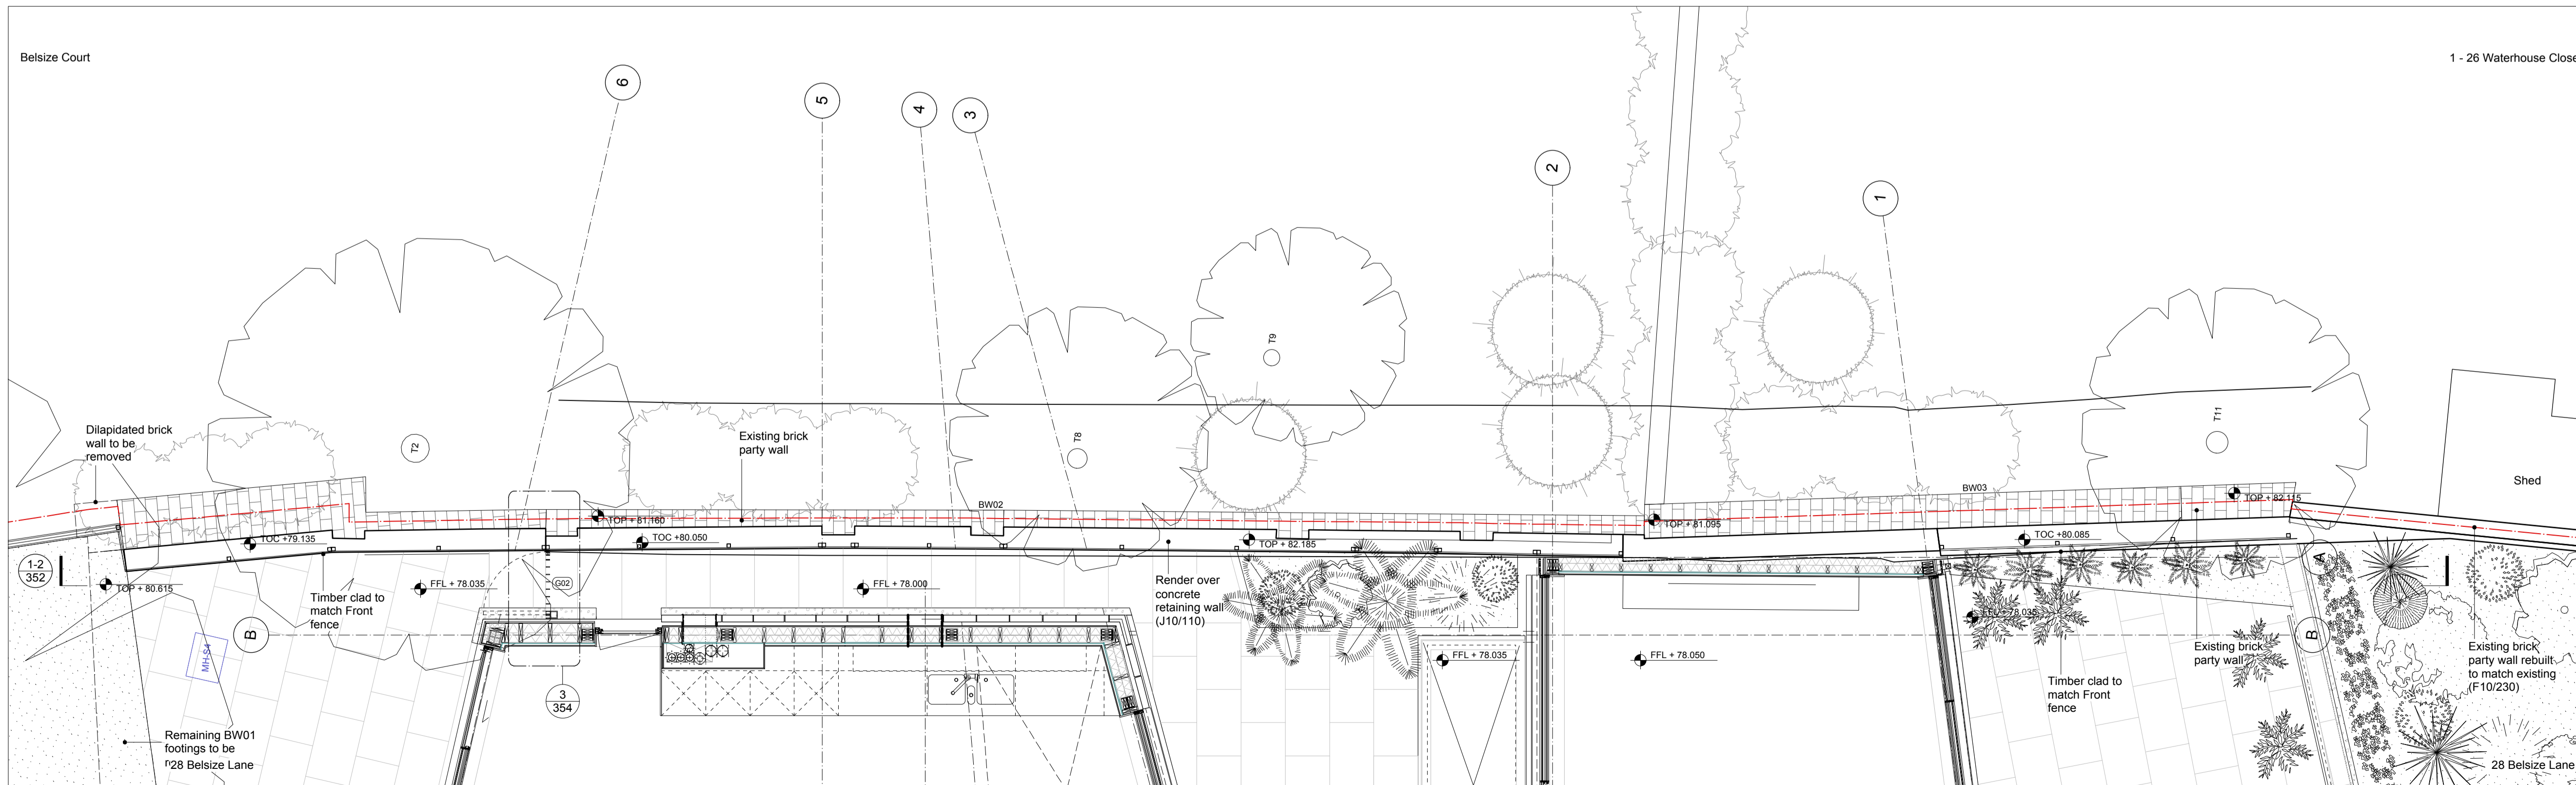 Belsize Court
1 - 26 Waterhouse Close
6
5
4
3
2
1
T9
T11
T8
T2
Dilapidated brick
wall to be
removed
Existing brick
party wall
Shed
BW02
BW03
TOP + 82.115
TOP + 81.160
TOP + 81.095
TOC +79.135
TOC +80.050
TOP + 82.185
TOC +80.085
1-2
352
TOP + 80.615
FFL + 78.035
G02
FFL + 78.000
Render over
concrete
retaining wall
(J10/110)
A
Timber clad to
match Front
fence
FFL + 78.035
B
B
MH-S4
FFL + 78.035
FFL + 78.050
Existing brick
party wall
Existing brick
party wall rebuilt
to match existing
(F10/230)
Timber clad to
match Front
fence
3
354
Remaining BW01
footings to be
28 Belsize Lane
28 Belsize Lane